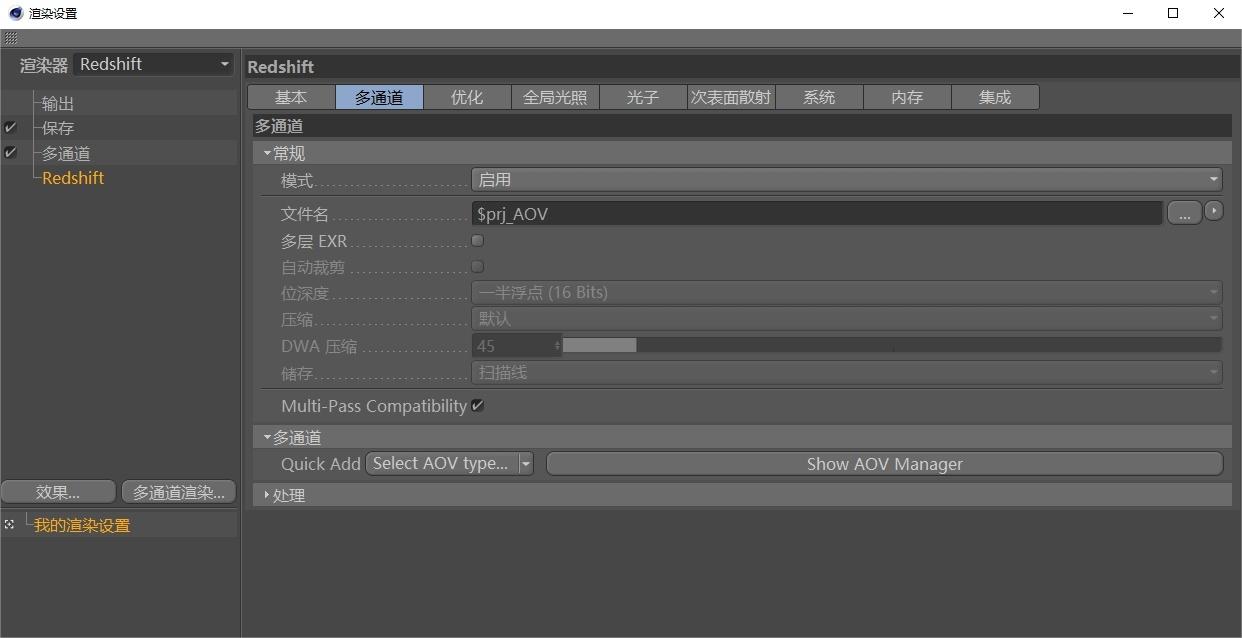 渲染设置
渲染器 Redshift
输出
保存
多通道
Redshift
效果... 多通道渲染...
我的渲染设置
Redshift
基本 多通道 优化 全局光照 光子 次表面散射 系统 内存 集成
多通道
常规
模式 启用
文件名 $prj_AOV ...
多层 EXR
自动裁剪
位深度 一半浮点 (16 Bits)
压缩 默认
DWA 压缩 45
储存 扫描线
Multi-Pass Compatibility
多通道
Quick Add Select AOV type... Show AOV Manager
处理